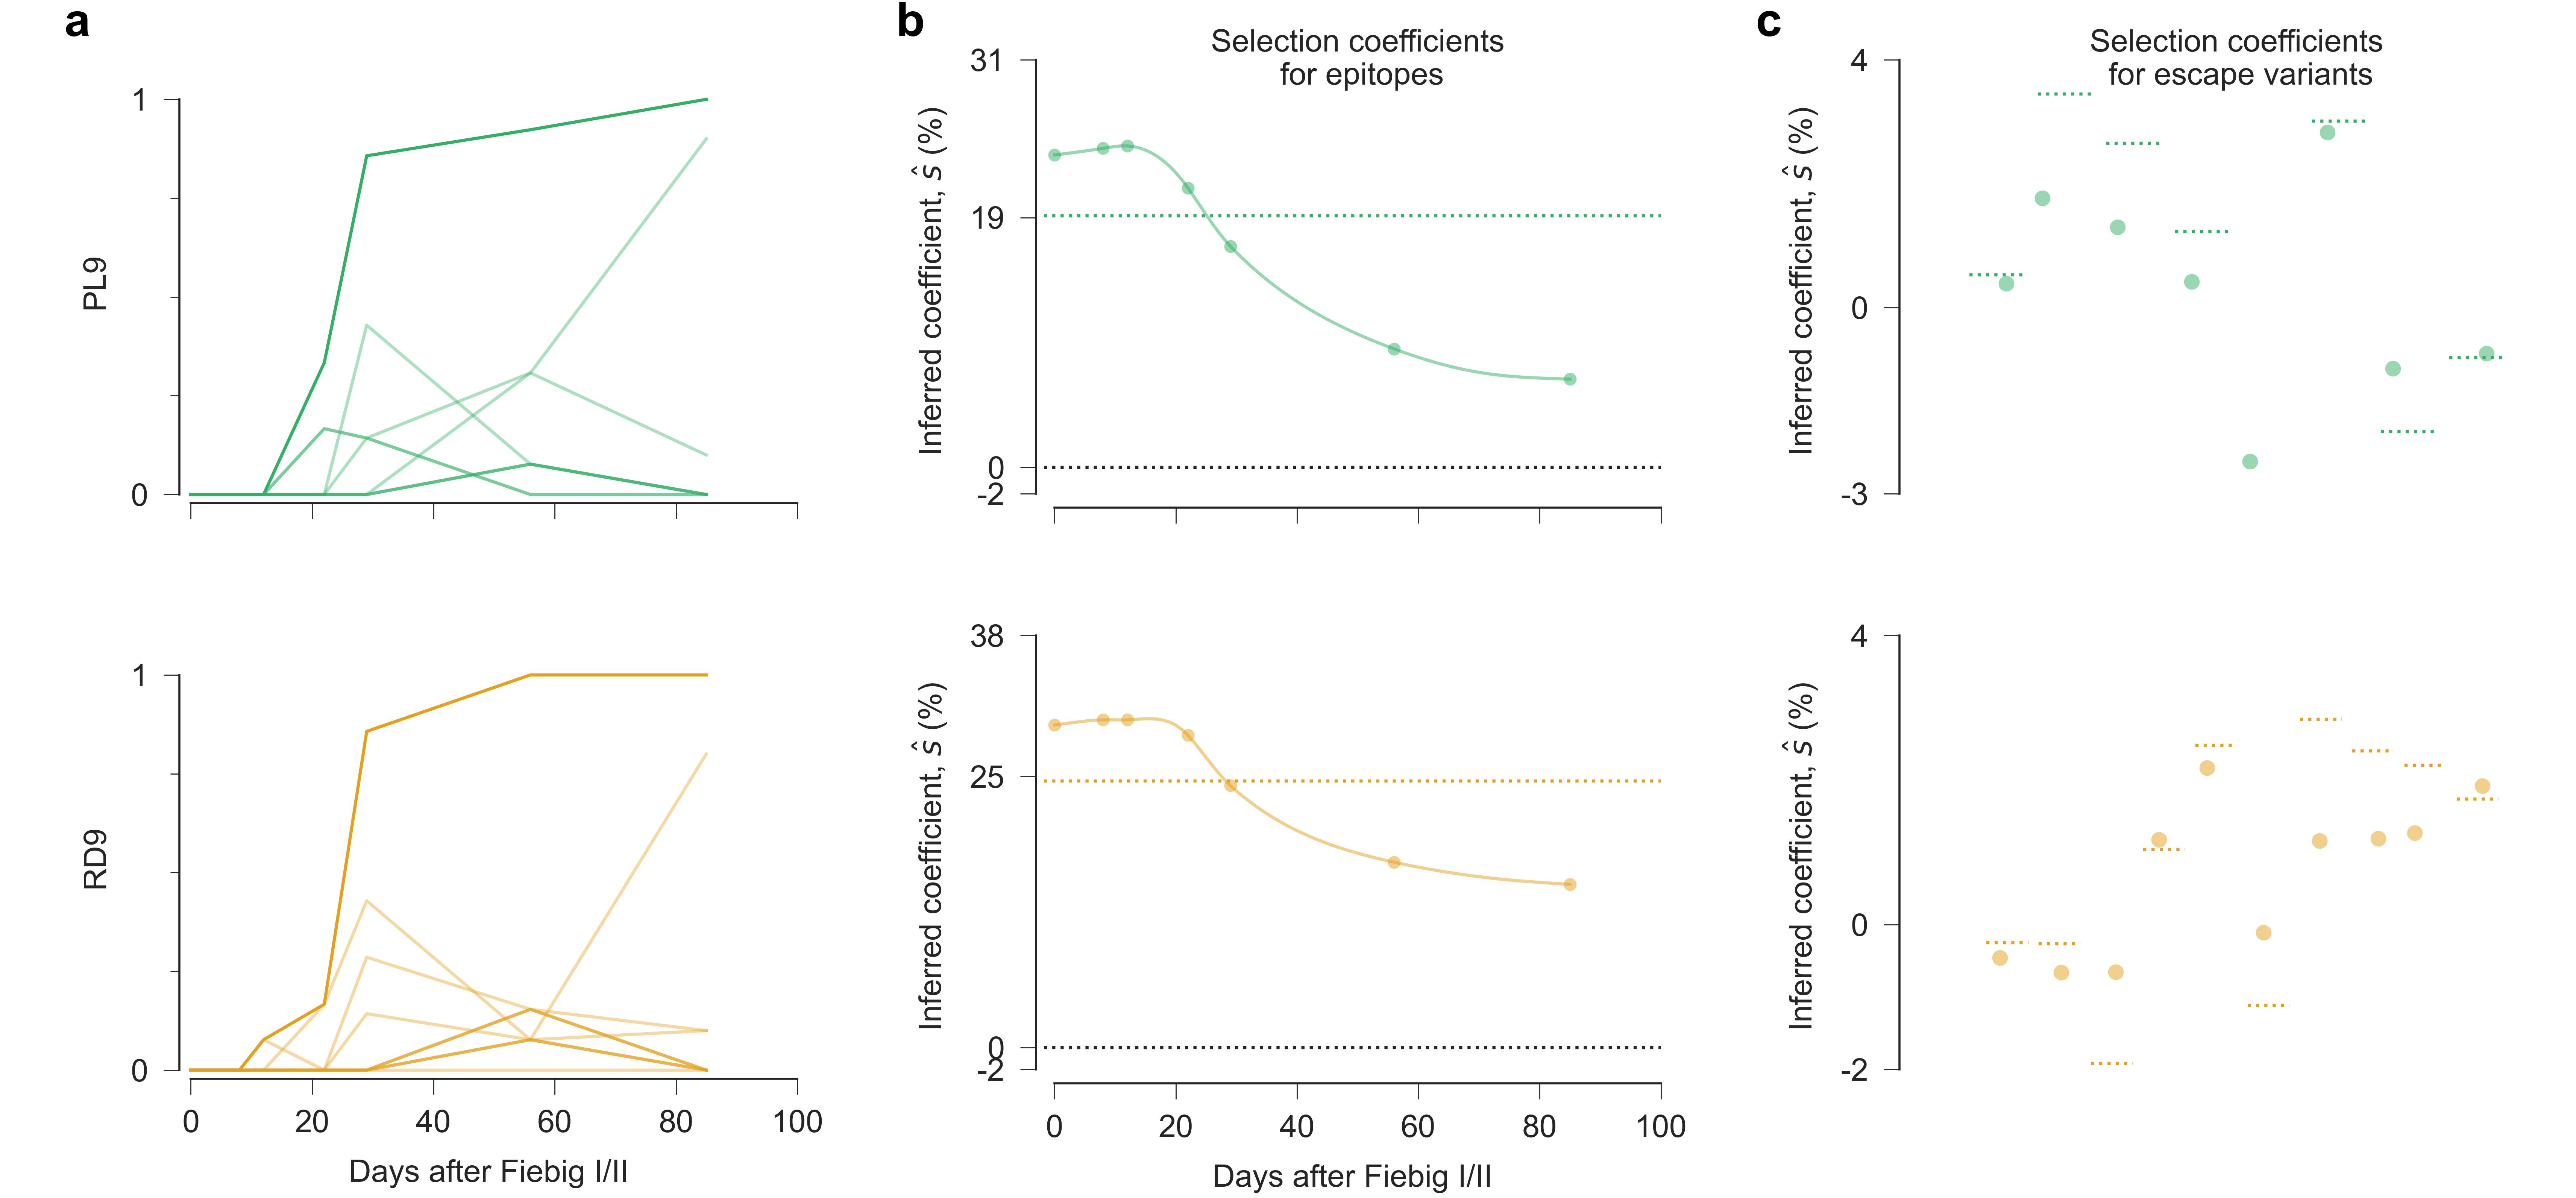 a
b
c
Selection coefficients
for epitopes
Selection coefficients
for escape variants
PL9
1
0
Inferred coefficient, ŝ (%)
31
19
0
-2
Inferred coefficient, ŝ (%)
4
0
-3
RD9
1
0
0 20 40 60 80 100
Days after Fiebig I/II
Inferred coefficient, ŝ (%)
38
25
0
-2
0 20 40 60 80 100
Days after Fiebig I/II
Inferred coefficient, ŝ (%)
4
0
-2